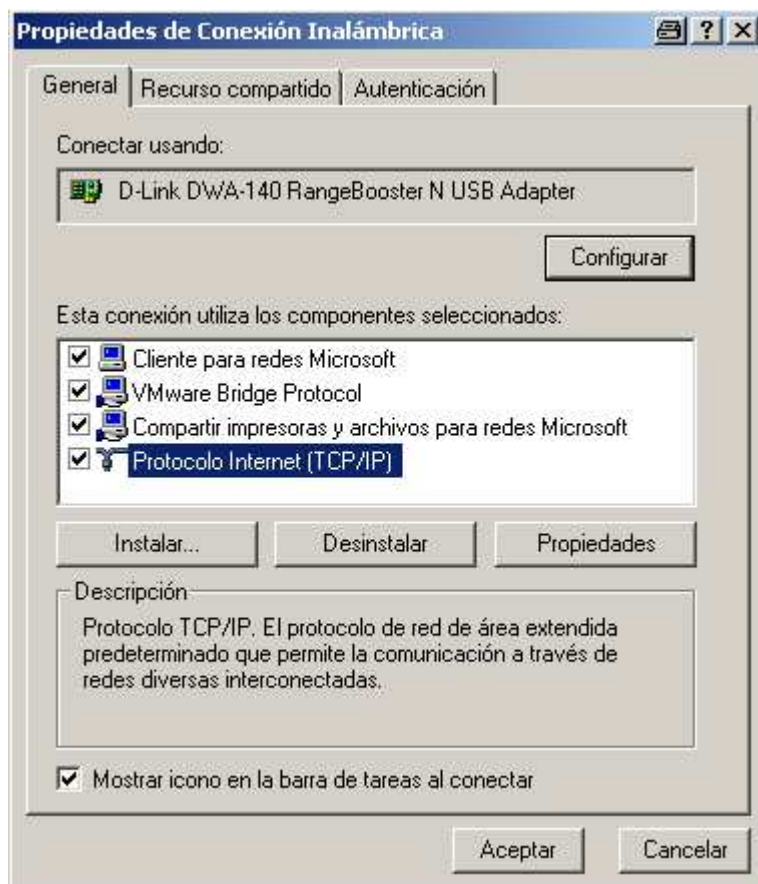 Propiedades de Conexión Inalámbrica
General Recurso compartido Autenticación
Conectar usando:
D-Link DWA-140 RangeBooster N USB Adapter
Configurar
Esta conexión utiliza los componentes seleccionados:
Cliente para redes Microsoft
VMware Bridge Protocol
Compartir impresoras y archivos para redes Microsoft
Protocolo Internet (TCP/IP)
Instalar... Desinstalar Propiedades
Descripción
Protocolo TCP/IP. El protocolo de red de área extendida
predeterminado que permite la comunicación a través de
redes diversas interconectadas.
Mostrar icono en la barra de tareas al conectar
Aceptar Cancelar